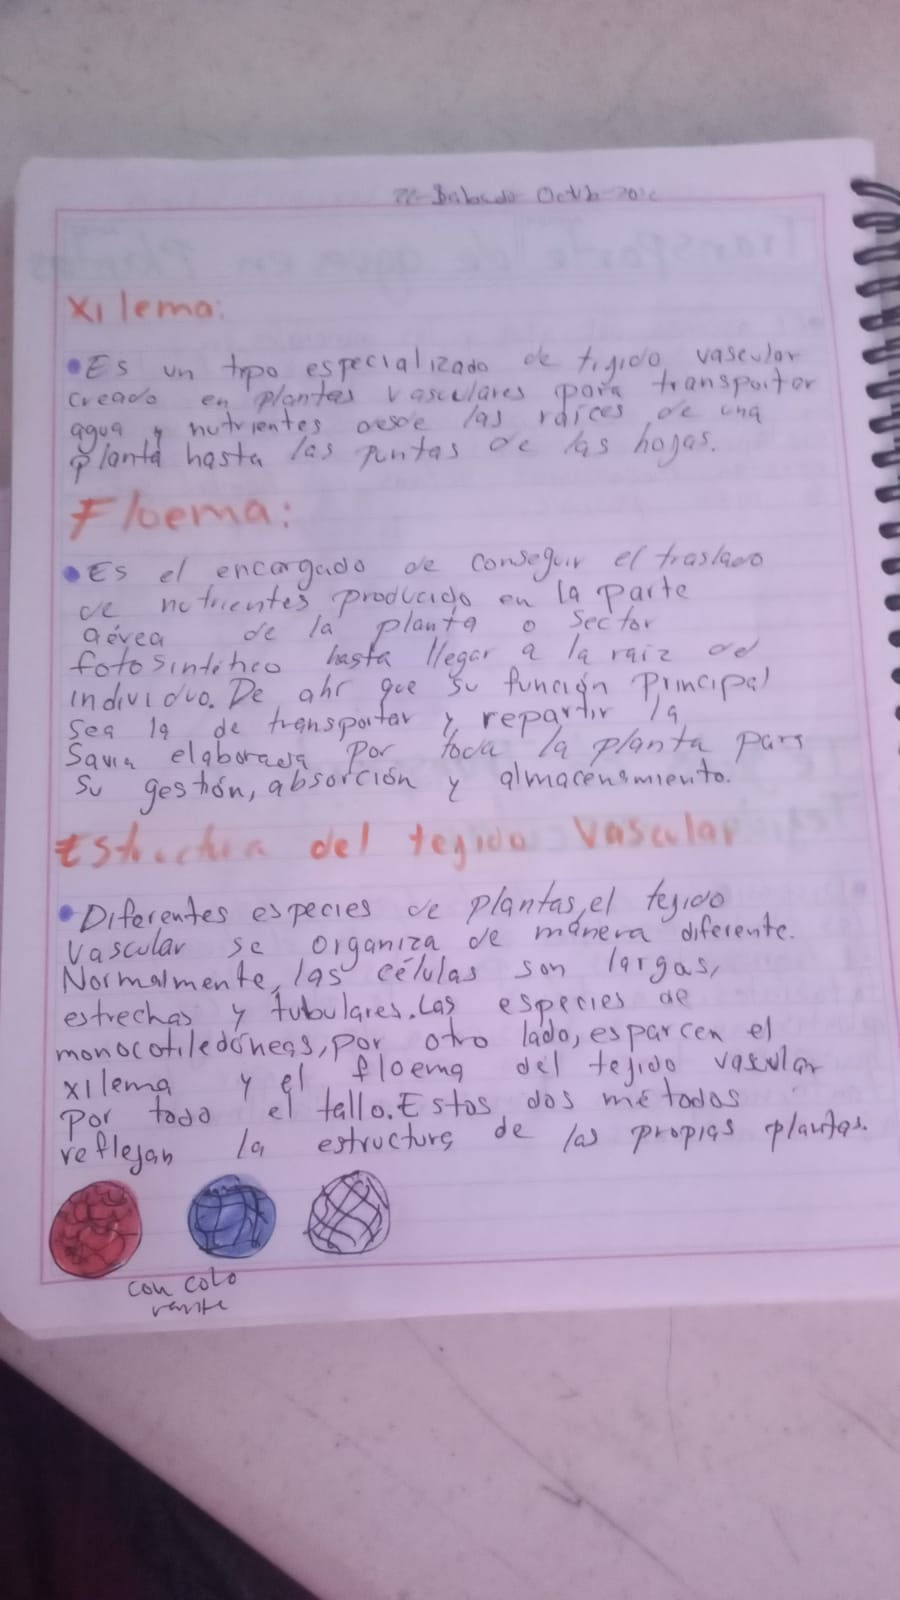 22 Sabado Octb
Xilema:
• Es un tipo especializado de tejido vascular
creado en plantas vasculares para transportar
agua y nutrientes desde las raíces de una
planta hasta las puntas de las hojas.
Floema:
• Es el encargado de conseguir el traslado
de nutrientes producido en la parte
aérea de la planta o sector
fotosintético hasta llegar a la raiz del
individuo. De ahí que su función principal
sea la de transportar y repartir la
Savia elaborada por toda la planta para
su gestión, absorción y almacenamiento.
Estructura del tejido vascular
• Diferentes especies de plantas, el tejido
vascular se organiza de manera diferente.
Normalmente, las células son largas,
estrechas y tubulares. Las especies de
monocotiledóneas, por otro lado, esparcen el
xilema y el floema del tejido vascular
por todo el tallo. Estos dos métodos
reflejan la estructura de las propias plantas.
con colo
rante